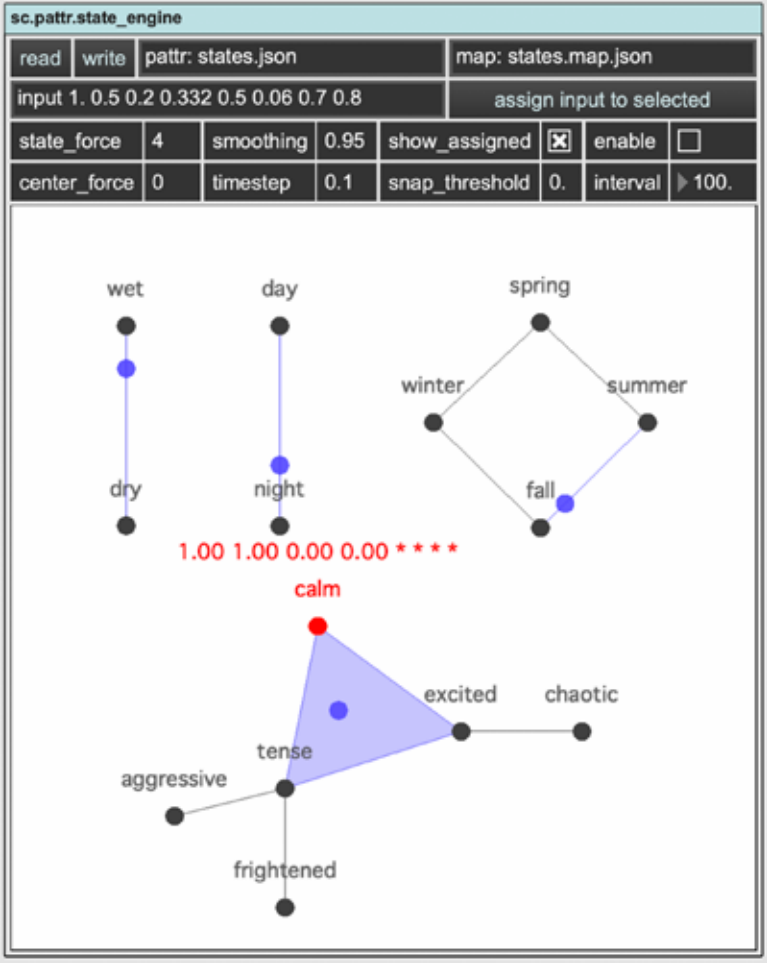 sc.pattr.state_engine
read write pattr: states.json map: states.map.json
input 1. 0.5 0.2 0.332 0.5 0.06 0.7 0.8 assign input to selected
state_force 4 smoothing 0.95 show_assigned enable
center_force 0 timestep 0.1 snap_threshold 0. interval 100.
wet day spring
winter summer
dry night fall
1.00 1.00 0.00 0.00 * * * *
calm
excited chaotic
tense
aggressive
frightened